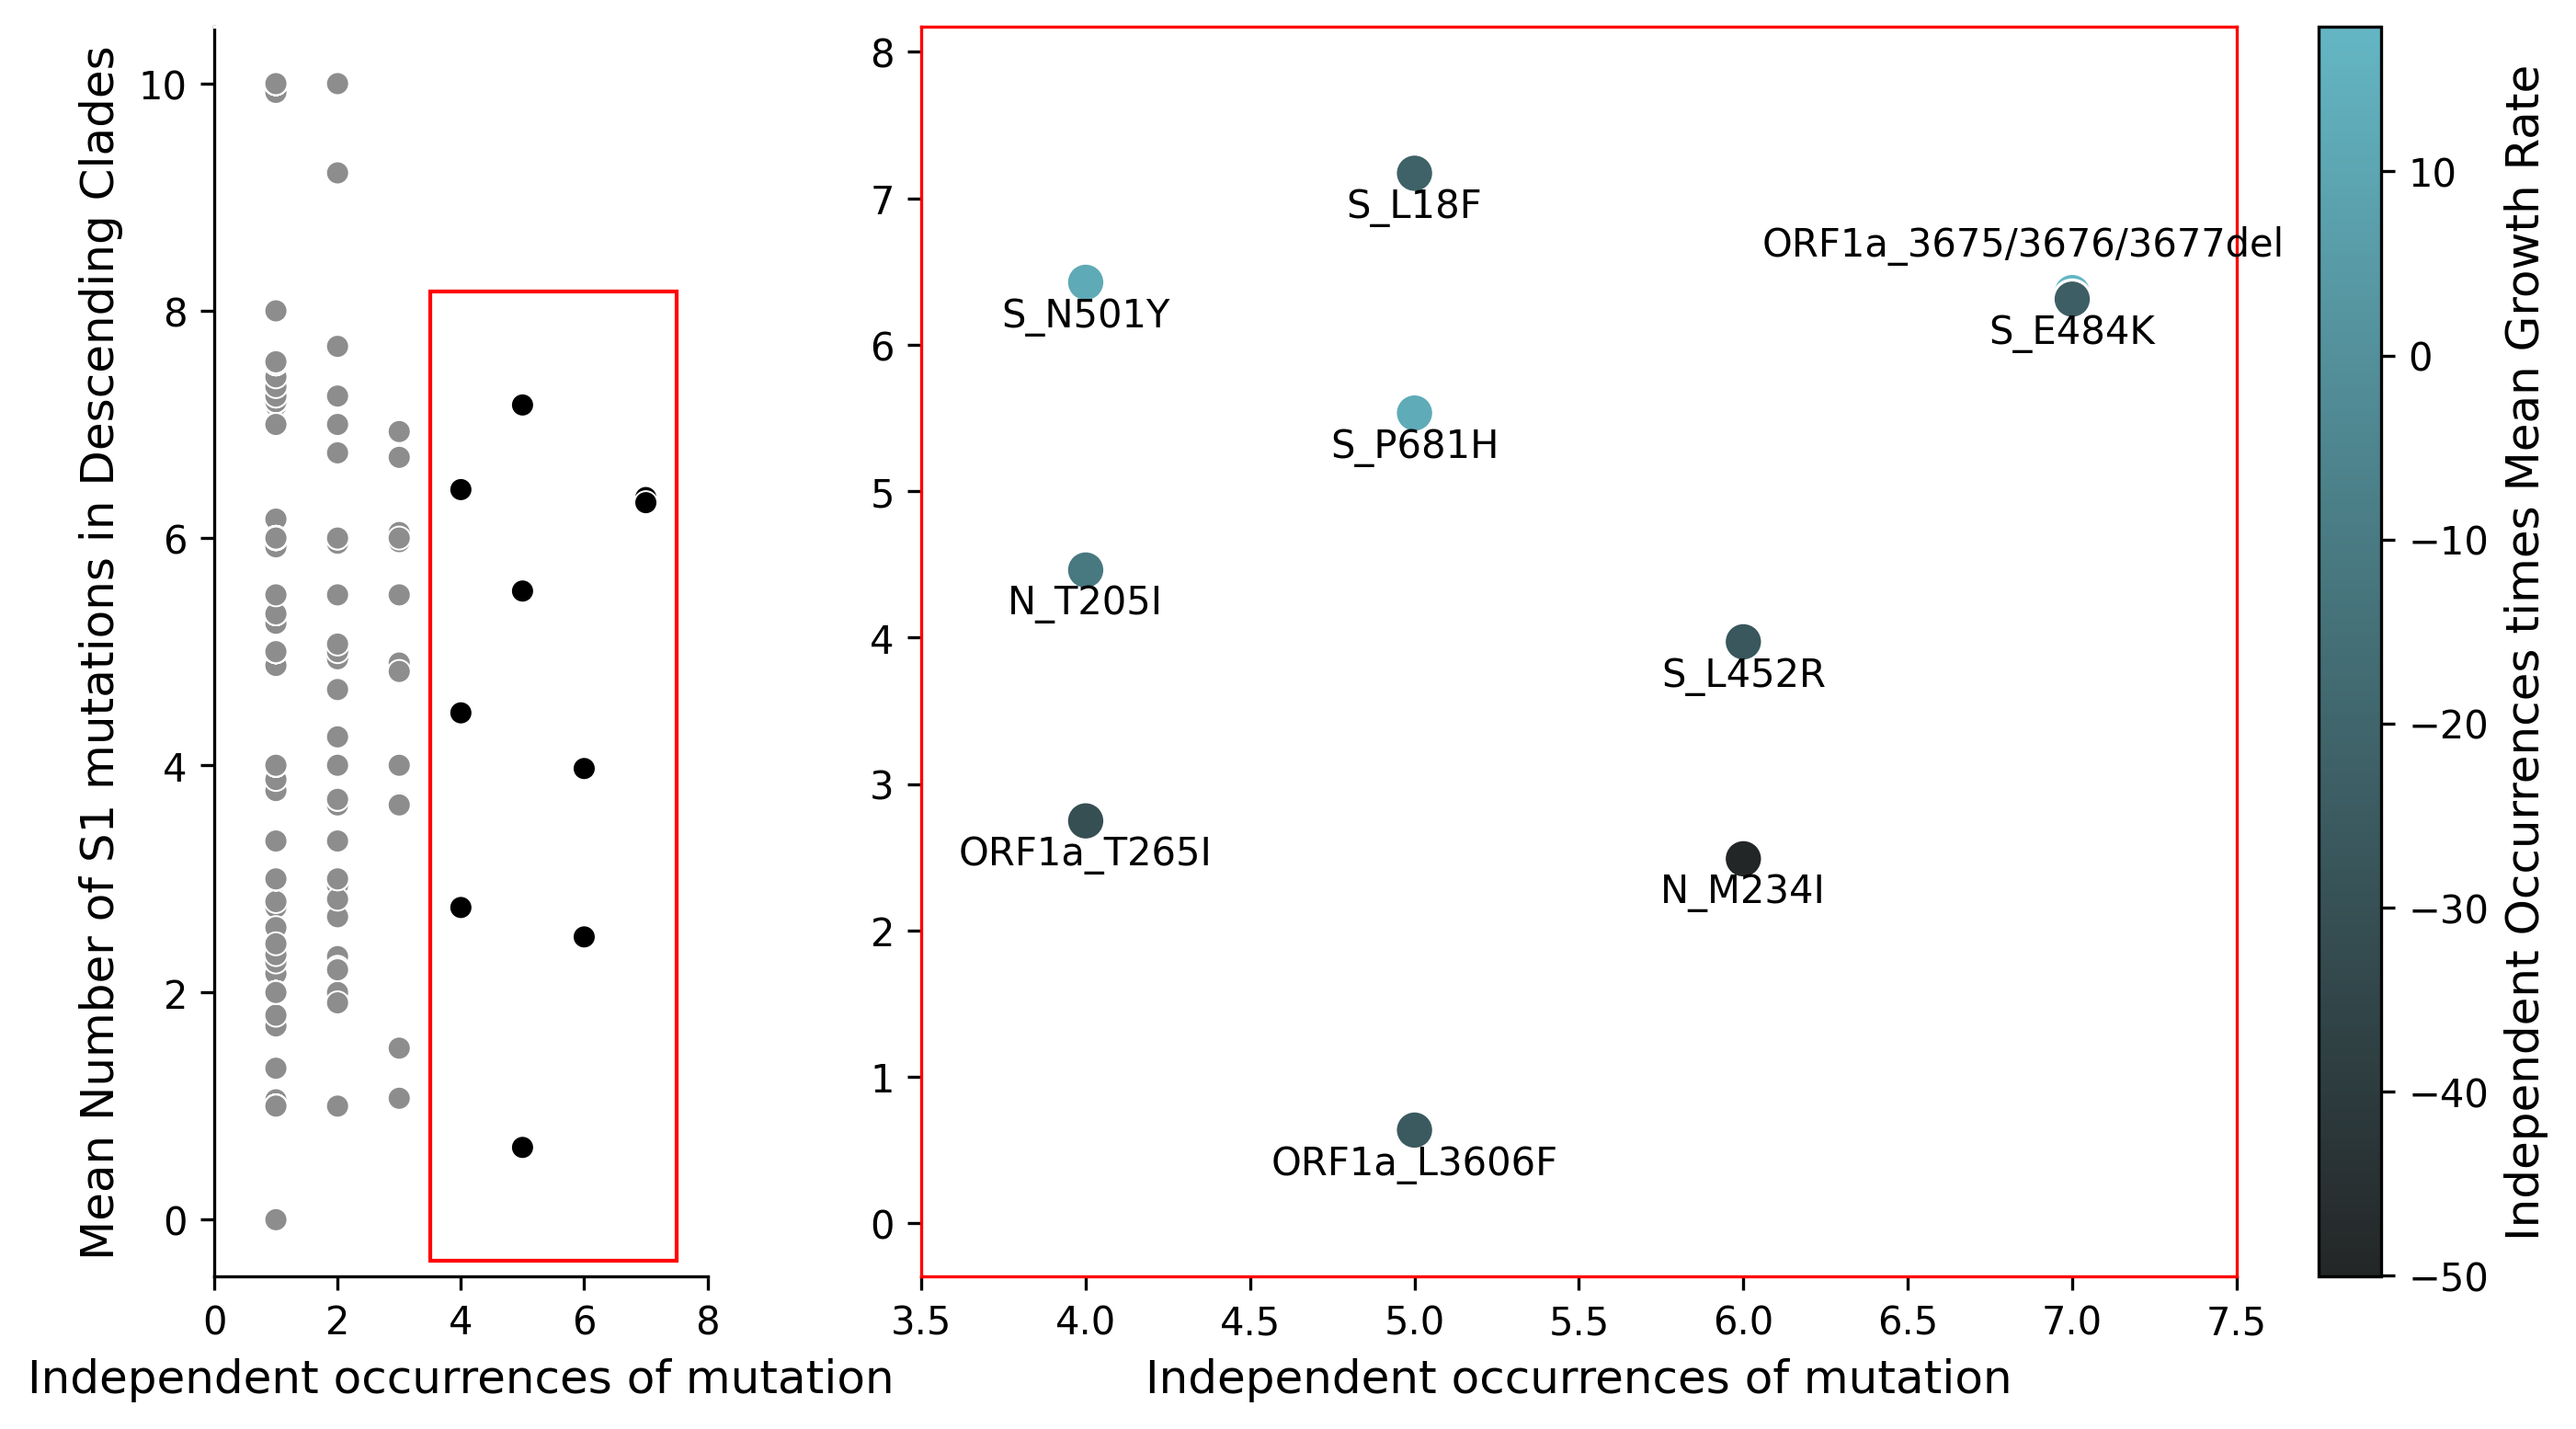 Mean Number of S1 mutations in Descending Clades
10
8
6
4
2
0
0 2 4 6 8
Independent occurrences of mutation
8
7
6
5
4
3
2
1
0
S_L18F
ORF1a_3675/3676/3677del
S_N501Y
S_E484K
S_P681H
N_T205I
S_L452R
ORF1a_T265I
N_M234I
ORF1a_L3606F
3.5 4.0 4.5 5.0 5.5 6.0 6.5 7.0 7.5
Independent occurrences of mutation
10
0
−10
−20
−30
−40
−50
Independent Occurrences times Mean Growth Rate